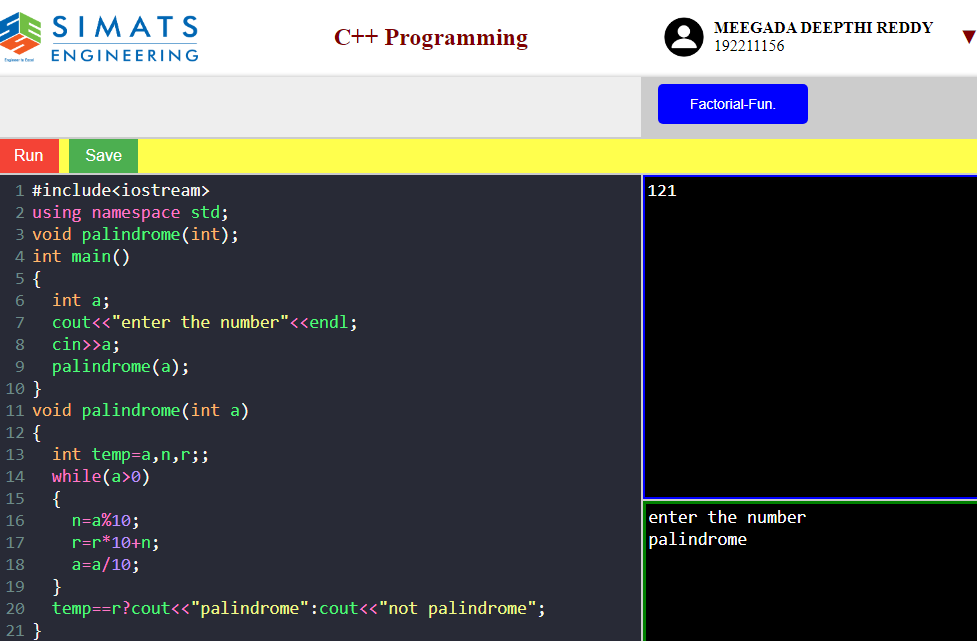 SIMATS
ENGINEERING
Engineer to Excel
C++ Programming
MEEGADA DEEPTHI REDDY
192211156
Factorial-Fun.
Run Save
1 #include<iostream>
2 using namespace std;
3 void palindrome(int);
4 int main()
5 {
6   int a;
7   cout<<"enter the number"<<endl;
8   cin>>a;
9   palindrome(a);
10 }
11 void palindrome(int a)
12 {
13   int temp=a,n,r;;
14   while(a>0)
15   {
16     n=a%10;
17     r=r*10+n;
18     a=a/10;
19   }
20   temp==r?cout<<"palindrome":cout<<"not palindrome";
21 }
121
enter the number
palindrome